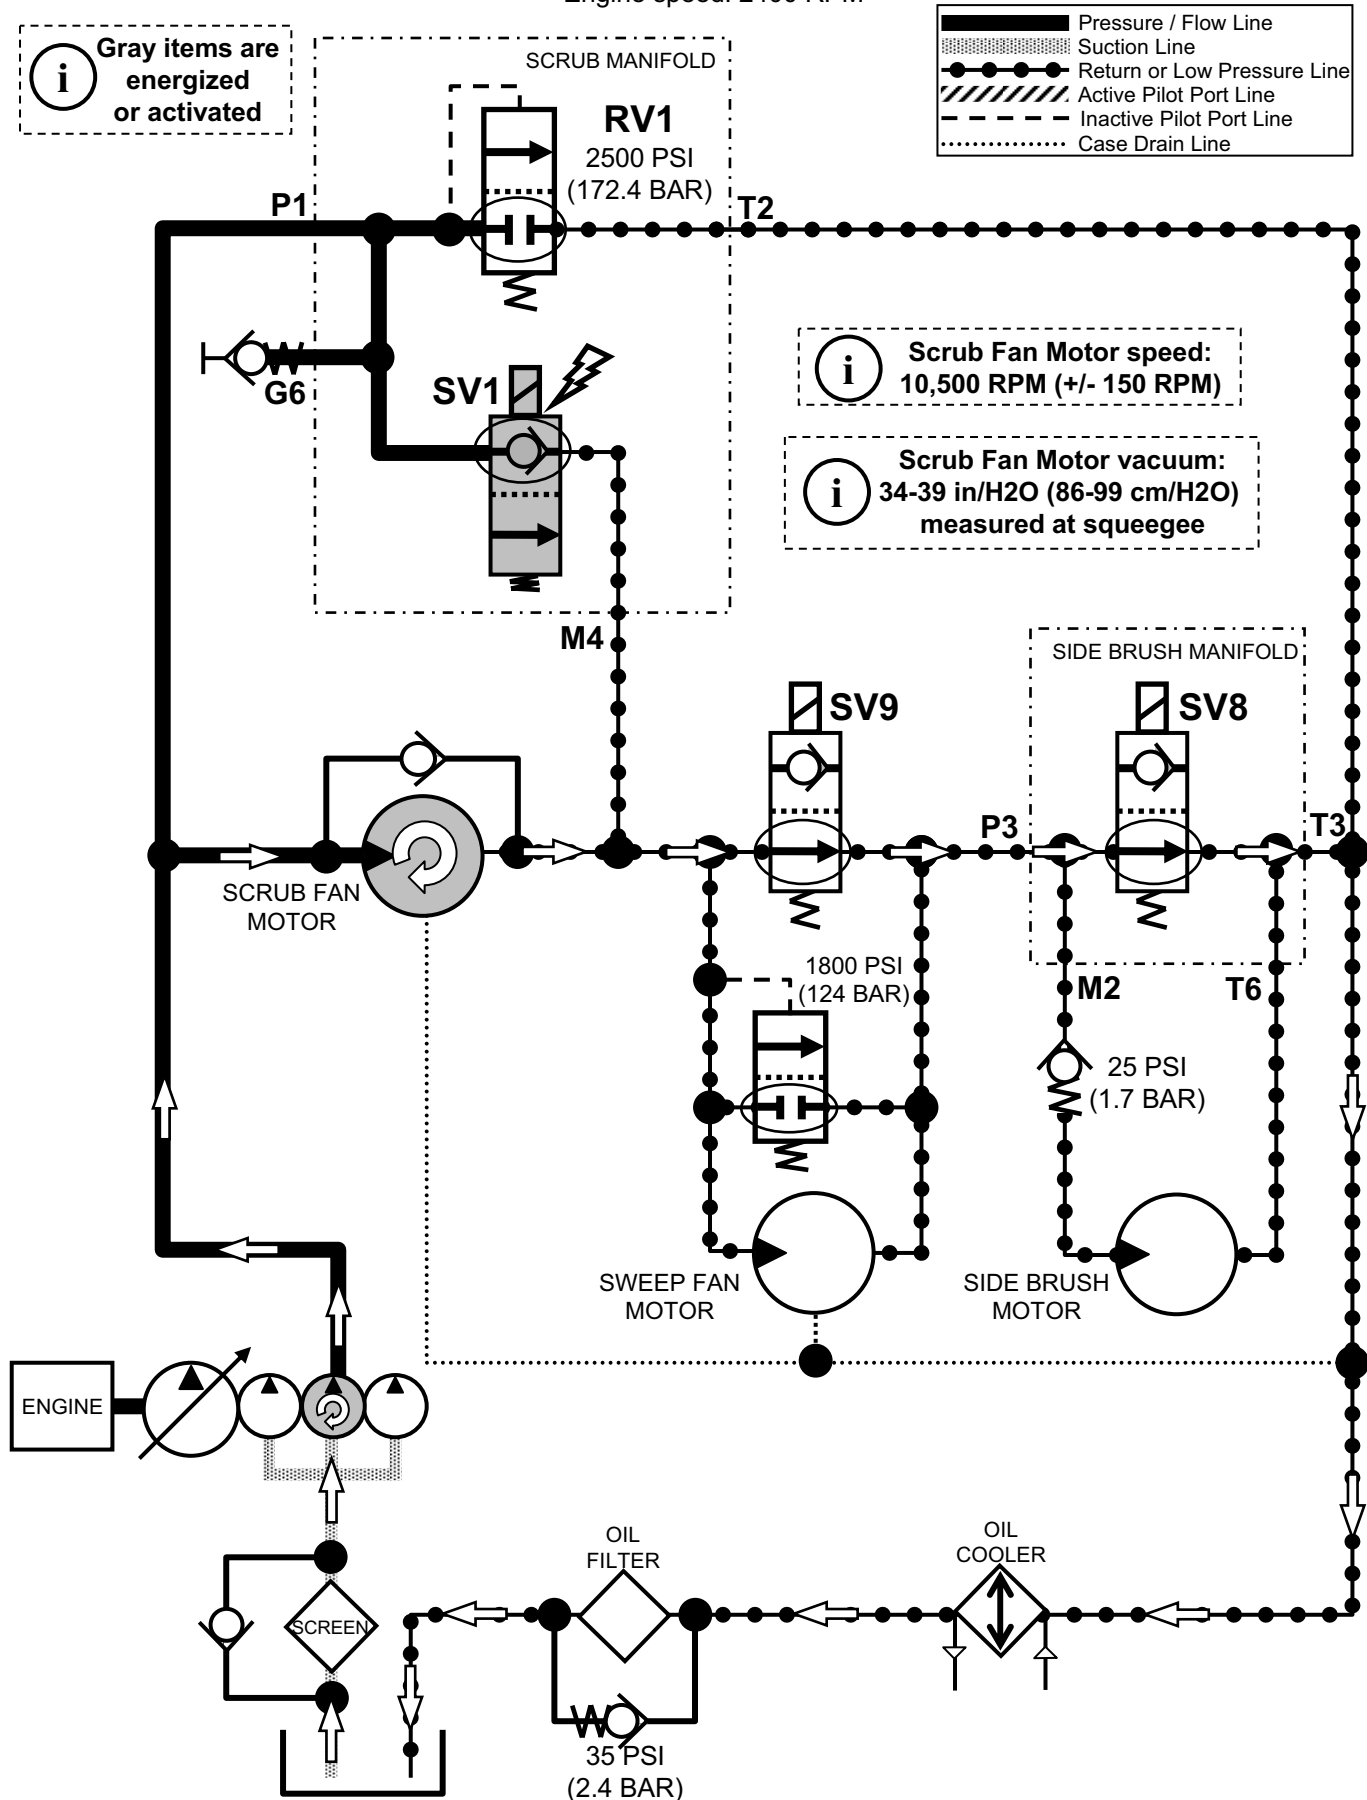 Pressure / Flow Line
Suction Line
Return or Low Pressure Line
Active Pilot Port Line
Inactive Pilot Port Line
Case Drain Line
i
Gray items are
energized
or activated
SCRUB MANIFOLD
RV1
2500 PSI
(172.4 BAR)
P1
T2
G6
SV1
i
Scrub Fan Motor speed:
10,500 RPM (+/- 150 RPM)
i
Scrub Fan Motor vacuum:
34-39 in/H2O (86-99 cm/H2O)
measured at squeegee
M4
SIDE BRUSH MANIFOLD
SV9
SV8
P3
T3
SCRUB FAN
MOTOR
1800 PSI
(124 BAR)
M2
T6
25 PSI
(1.7 BAR)
SWEEP FAN
MOTOR
SIDE BRUSH
MOTOR
ENGINE
OIL
FILTER
OIL
COOLER
SCREEN
35 PSI
(2.4 BAR)